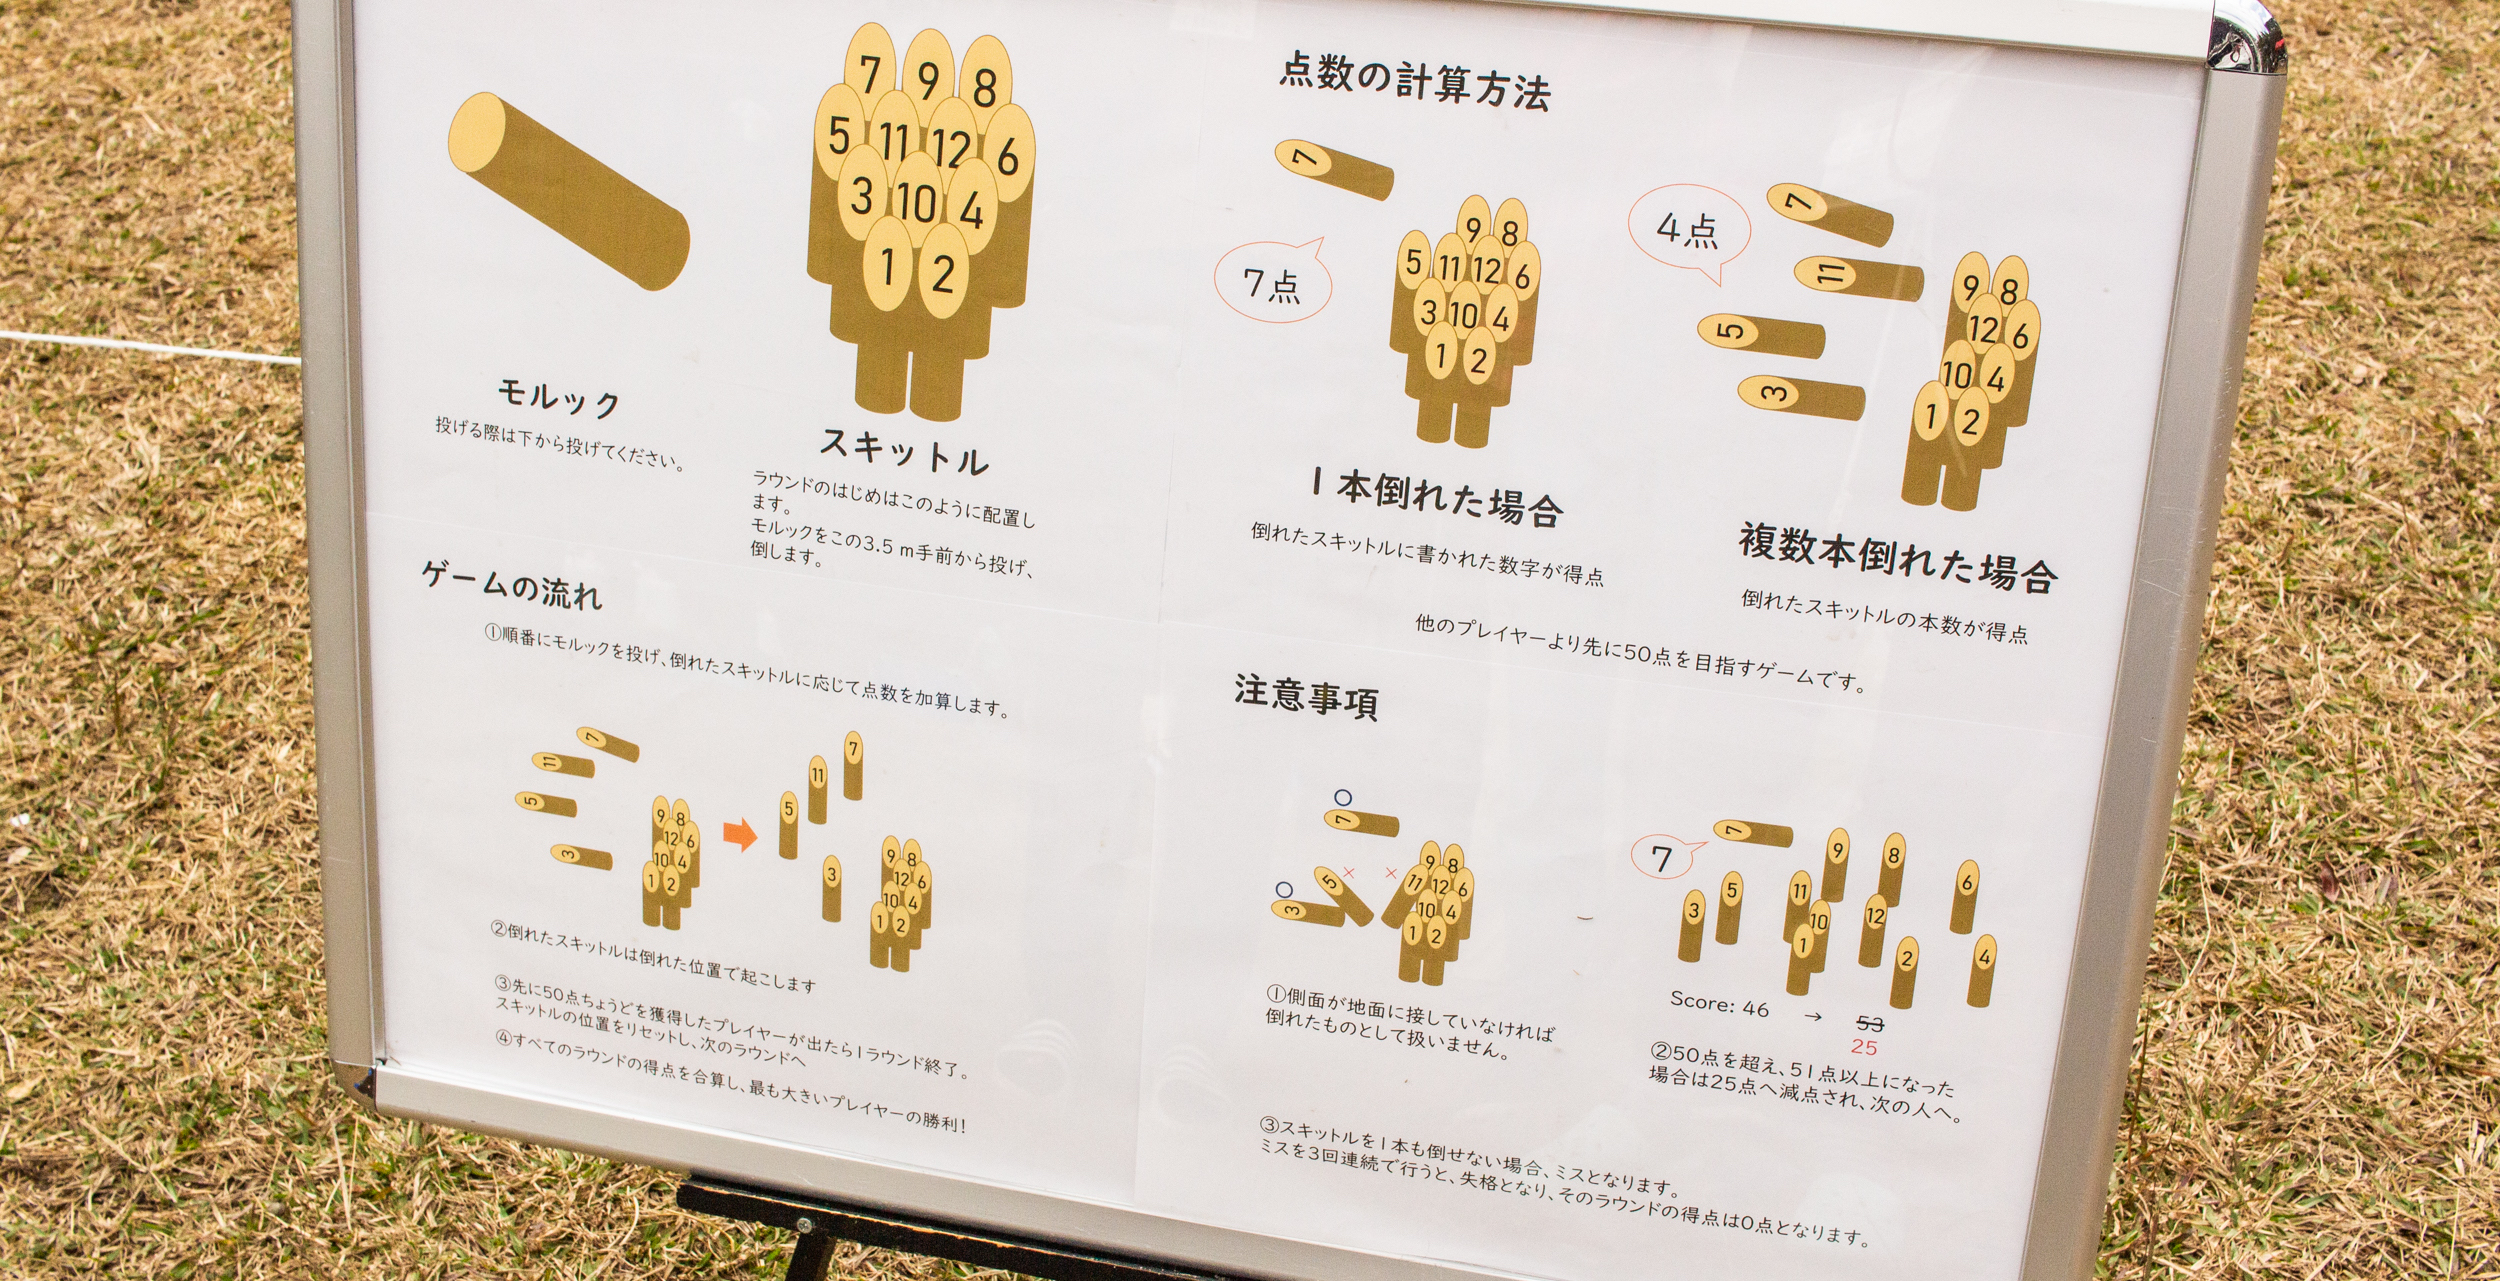 7 9 8
5 11 12 6
3 10 4
1 2
モルック
投げる際は下から投げてください。
スキットル
ラウンドのはじめはこのように配置し
ます。
モルックをこの3.5 m手前から投げ、
倒します。
点数の計算方法
7
7点
9 8
5 11 12 6
3 10 4
1 2
1本倒れた場合
倒れたスキットルに書かれた数字が得点
4点
7
11
5
3
9 8
12 6
10 4
1 2
複数本倒れた場合
倒れたスキットルの本数が得点
他のプレイヤーより先に50点を目指すゲームです。
ゲームの流れ
①順番にモルックを投げ、倒れたスキットルに応じて点数を加算します。
7
11
5
3
9 8
12 6
10 4
1 2
7
11
5
3
9 8
12 6
10 4
1 2
②倒れたスキットルは倒れた位置で起こします
③先に50点ちょうどを獲得したプレイヤーが出たら1ラウンド終了。
スキットルの位置をリセットし、次のラウンドへ
④すべてのラウンドの得点を合算し、最も大きいプレイヤーの勝利!
注意事項
○
7
× ×
○
5
3
9 8
11 12 6
10 4
1 2
①側面が地面に接していなければ
倒れたものとして扱いません。
7
7
9 8
6
5 11
3 10 12
1 2 4
Score: 46 → 53
25
②50点を超え、51点以上になった
場合は25点へ減点され、次の人へ。
③スキットルを1本も倒せない場合、ミスとなります。
ミスを3回連続で行うと、失格となり、そのラウンドの得点は0点となります。